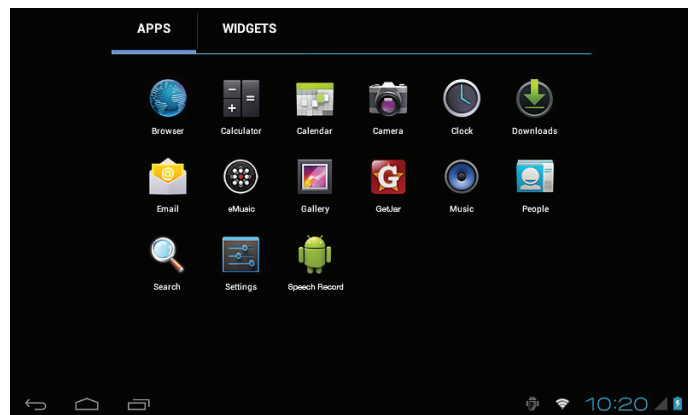 APPS WIDGETS
Browser Calculator Calendar Camera Clock Downloads
Email eMusic Gallery GetJar Music People
Search Settings Speech Record
10:20